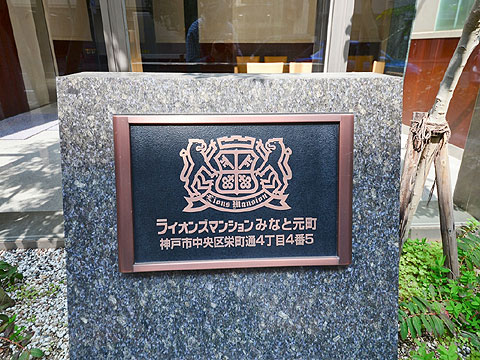 Lions Mansion
ライオンズマンションみなと元町
神戸市中央区栄町通4丁目4番5